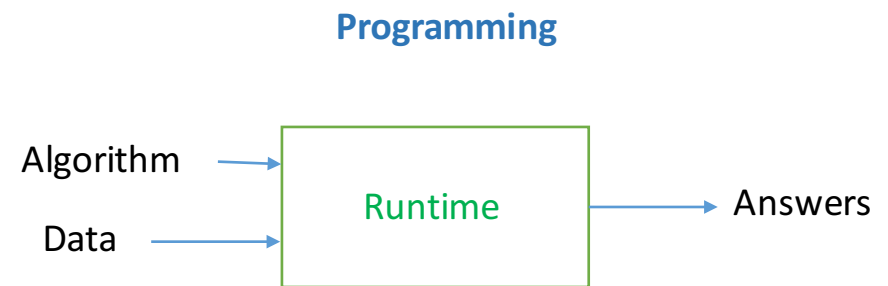 Programming
Algorithm
Runtime
Answers
Data